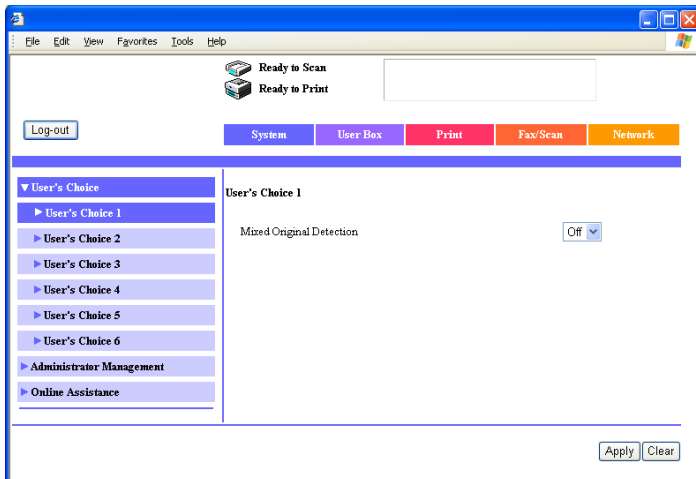 File Edit View Favorites Tools Help
Ready to Scan
Ready to Print
Log-out
System User Box Print Fax/Scan Network
User's Choice
User's Choice 1
User's Choice 2
User's Choice 3
User's Choice 4
User's Choice 5
User's Choice 6
Administrator Management
Online Assistance
User's Choice 1
Mixed Original Detection Off
Apply Clear